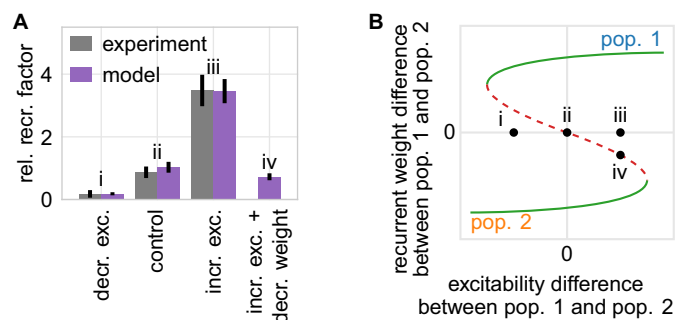 A
experiment
model
rel. recr. factor
4
2
0
i
ii
iii
iv
decr. exc.
control
incr. exc.
incr. exc. +
decr. weight
B
recurrent weight difference
between pop. 1 and pop. 2
pop. 1
0
i
ii
iii
iv
pop. 2
0
excitability difference
between pop. 1 and pop. 2